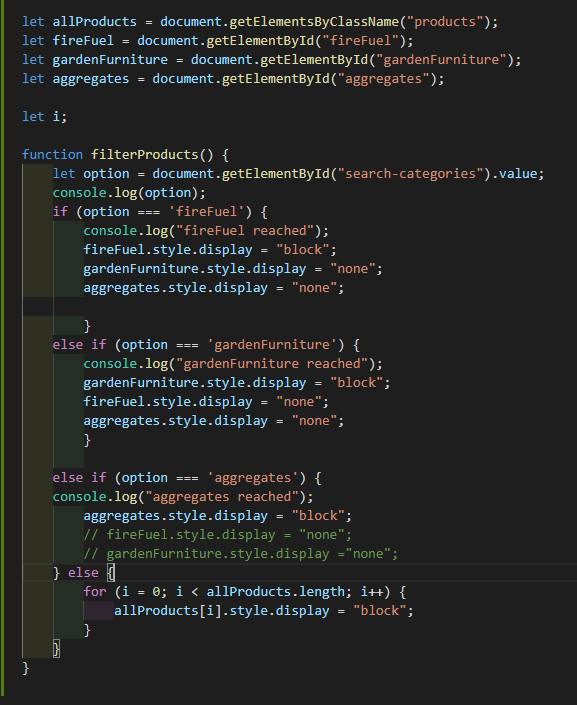 let allProducts = document.getElementsByClassName("products");
let fireFuel = document.getElementById("fireFuel");
let gardenFurniture = document.getElementById("gardenFurniture");
let aggregates = document.getElementById("aggregates");
let i;
function filterProducts() {
let option = document.getElementById("search-categories").value;
console.log(option);
if (option === 'fireFuel') {
console.log("fireFuel reached");
fireFuel.style.display = "block";
gardenFurniture.style.display = "none";
aggregates.style.display = "none";
}
else if (option === 'gardenFurniture') {
console.log("gardenFurniture reached");
gardenFurniture.style.display = "block";
fireFuel.style.display = "none";
aggregates.style.display = "none";
}
else if (option === 'aggregates') {
console.log("aggregates reached");
aggregates.style.display = "block";
// fireFuel.style.display = "none";
// gardenFurniture.style.display ="none";
} else {
for (i = 0; i < allProducts.length; i++) {
allProducts[i].style.display = "block";
}
}
}